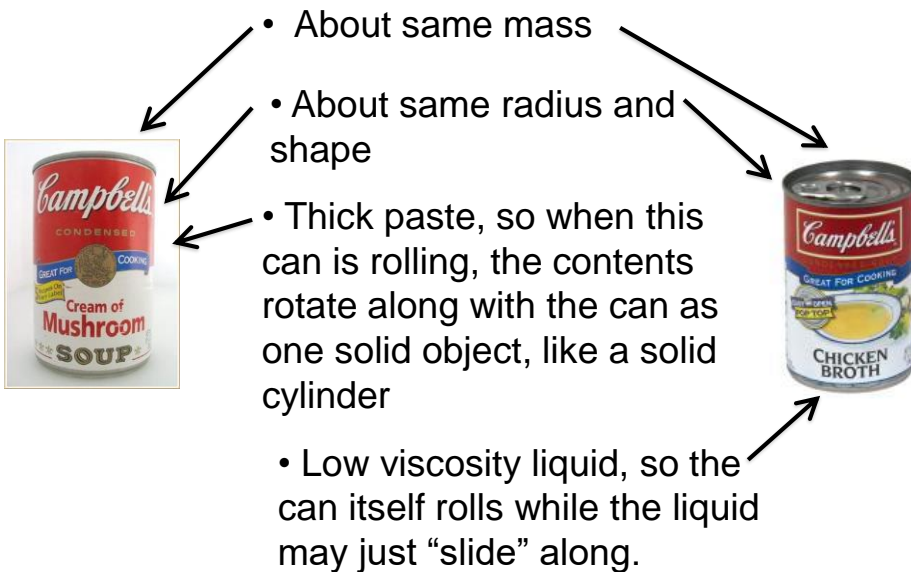 • About same mass
• About same radius and
shape
• Thick paste, so when this
can is rolling, the contents
rotate along with the can as
one solid object, like a solid
cylinder
• Low viscosity liquid, so the
can itself rolls while the liquid
may just “slide” along.
Campbell's
CONDENSED
GREAT FOR COOKING
Cream of
Mushroom
SOUP
Campbell's
GREAT FOR COOKING
POP TOP
CHICKEN
BROTH